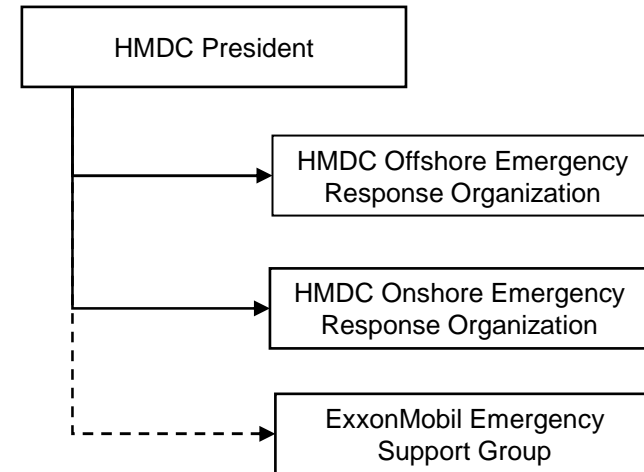 HMDC President
HMDC Offshore Emergency
Response Organization
HMDC Onshore Emergency
Response Organization
ExxonMobil Emergency
Support Group